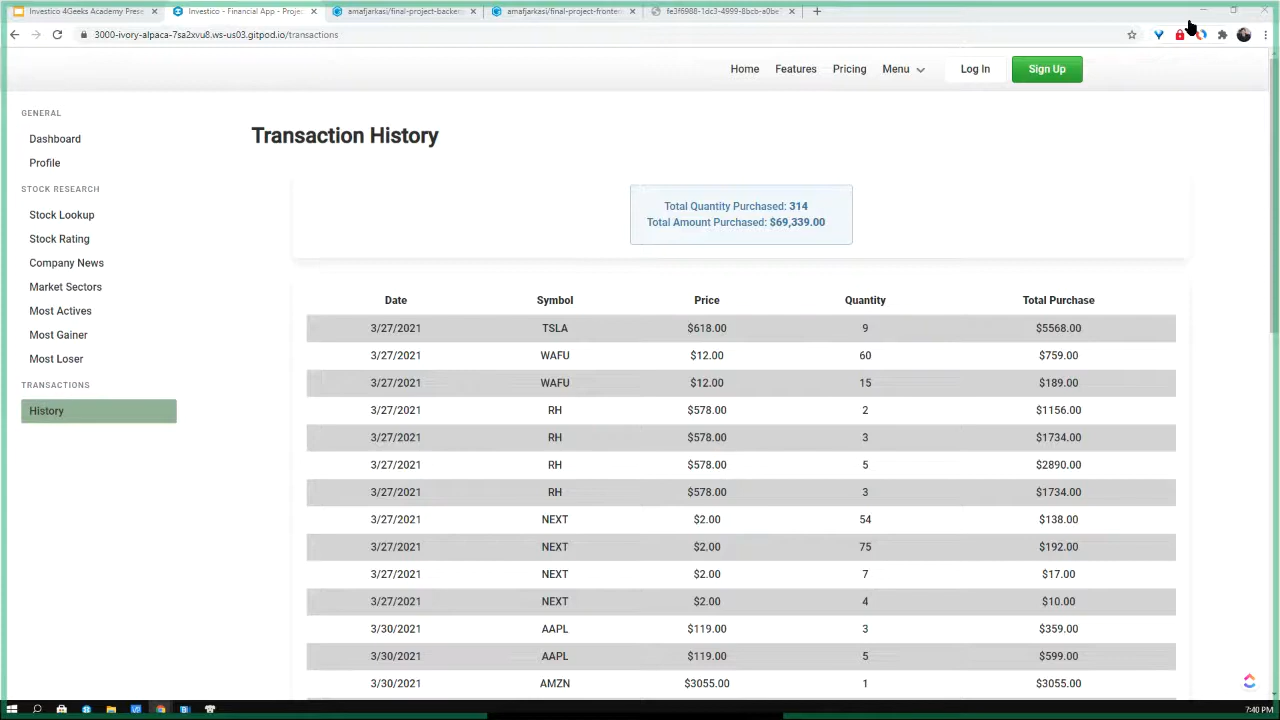 Investico 4Geeks Academy Prese
Investico - Financial App - Proje
amafjarkasi/final-project-backen
amafjarkasi/final-project-fronten
3000-ivory-alpaca-7sa2xvu8.ws-us03.gitpod.io/transactions
Home Features Pricing Menu Log In Sign Up
GENERAL
Dashboard
Profile
STOCK RESEARCH
Stock Lookup
Stock Rating
Company News
Market Sectors
Most Actives
Most Gainer
Most Loser
TRANSACTIONS
History
Transaction History
Total Quantity Purchased: 314
Total Amount Purchased: $69,339.00
Date Symbol Price Quantity Total Purchase
3/27/2021 TSLA $618.00 9 $5568.00
3/27/2021 WAFU $12.00 60 $759.00
3/27/2021 WAFU $12.00 15 $189.00
3/27/2021 RH $578.00 2 $1156.00
3/27/2021 RH $578.00 3 $1734.00
3/27/2021 RH $578.00 5 $2890.00
3/27/2021 RH $578.00 3 $1734.00
3/27/2021 NEXT $2.00 54 $138.00
3/27/2021 NEXT $2.00 75 $192.00
3/27/2021 NEXT $2.00 7 $17.00
3/27/2021 NEXT $2.00 4 $10.00
3/30/2021 AAPL $119.00 3 $359.00
3/30/2021 AAPL $119.00 5 $599.00
3/30/2021 AMZN $3055.00 1 $3055.00
7:40 PM